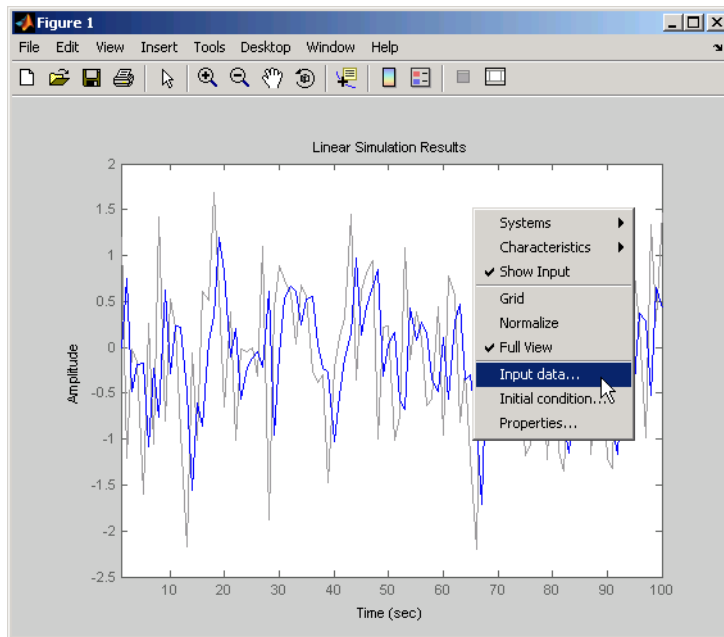 Figure 1
File Edit View Insert Tools Desktop Window Help
Linear Simulation Results
2
1.5
1
0.5
0
-0.5
-1
-1.5
-2
-2.5
Amplitude
10 20 30 40 50 60 70 80 90 100
Time (sec)
Systems
Characteristics
Show Input
Grid
Normalize
Full View
Input data...
Initial condition...
Properties...